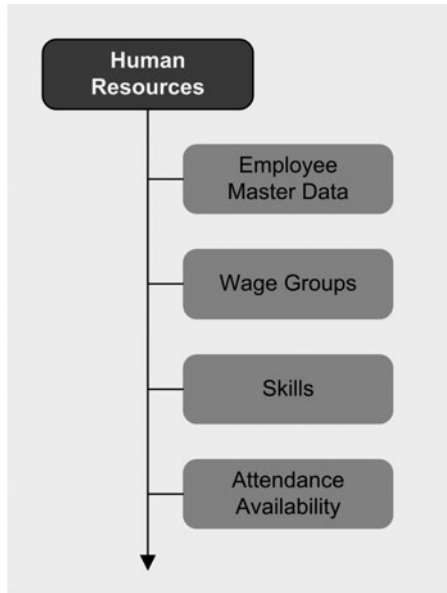 Human
Resources
Employee
Master Data
Wage Groups
Skills
Attendance
Availability